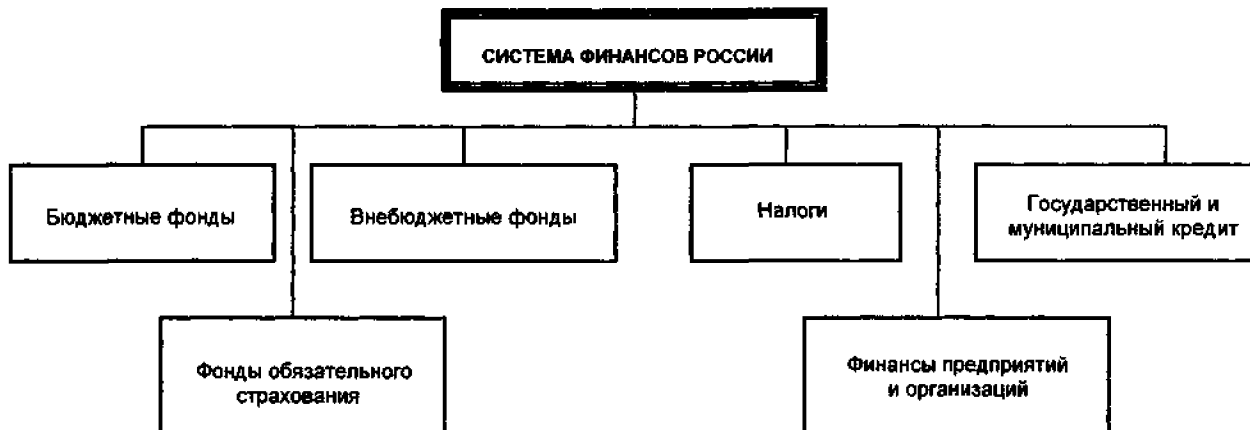 СИСТЕМА ФИНАНСОВ РОССИИ
Бюджетные фонды
Внебюджетные фонды
Налоги
Государственный и
муниципальный кредит
Фонды обязательного
страхования
Финансы предприятий
и организаций